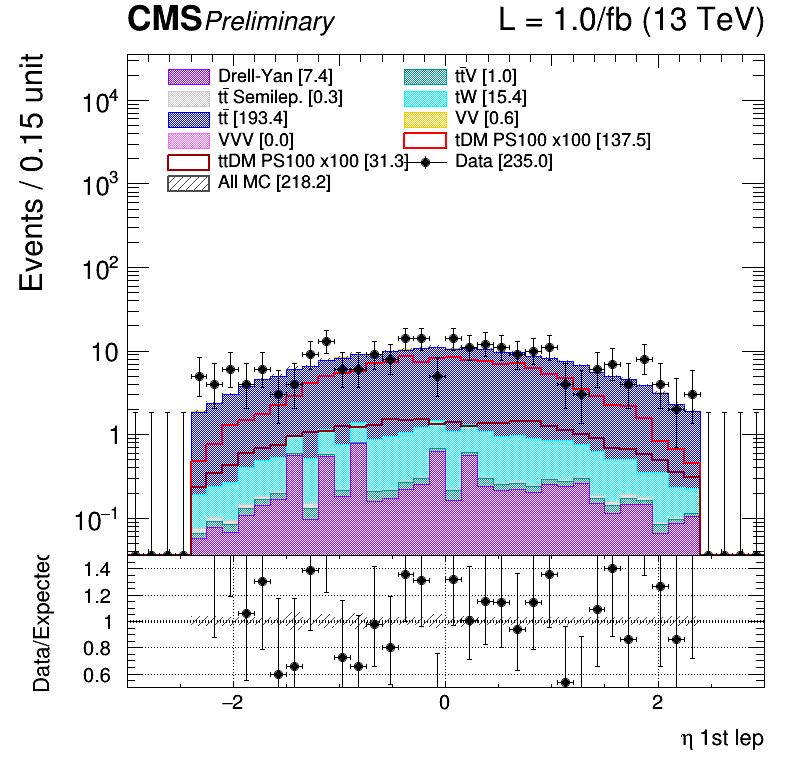 CMS Preliminary L = 1.0/fb (13 TeV)
Events / 0.15 unit
Drell-Yan [7.4]
tt̄ Semilep. [0.3]
tt̄ [193.4]
VVV [0.0]
ttDM PS100 x100 [31.3]
All MC [218.2]
tt̄V [1.0]
tW [15.4]
VV [0.6]
tDM PS100 x100 [137.5]
Data [235.0]
10⁴
10³
10²
10
1
10⁻¹
Data/Expected
1.4
1.2
1
0.8
0.6
−2 0 2
η 1st lep